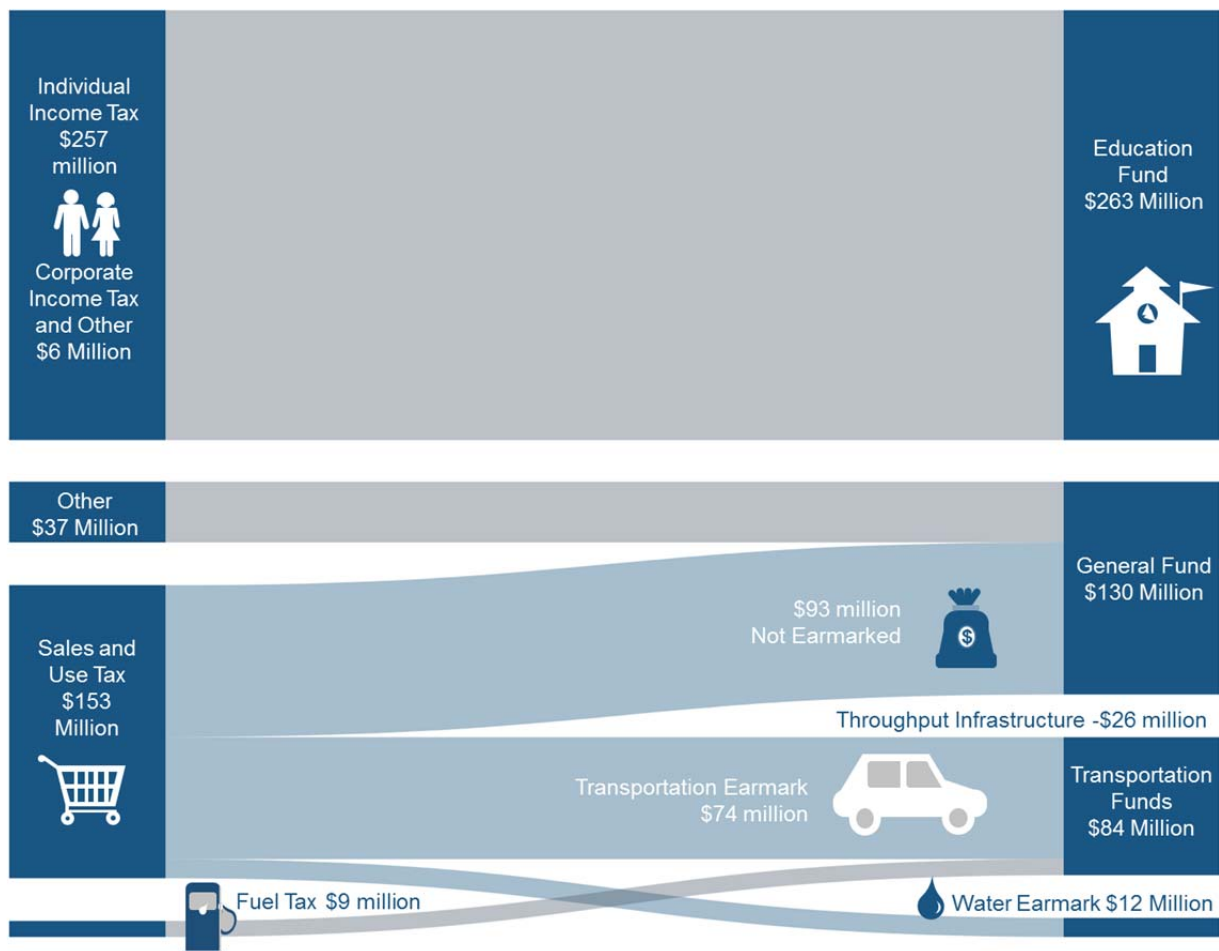 Individual
Income Tax
$257
million
Corporate
Income Tax
and Other
$6 Million
Education
Fund
$263 Million
Other
$37 Million
General Fund
$130 Million
$93 million
Not Earmarked
$
Sales and
Use Tax
$153
Million
Throughput Infrastructure -$26 million
Transportation Earmark
$74 million
Transportation
Funds
$84 Million
Fuel Tax $9 million
Water Earmark $12 Million